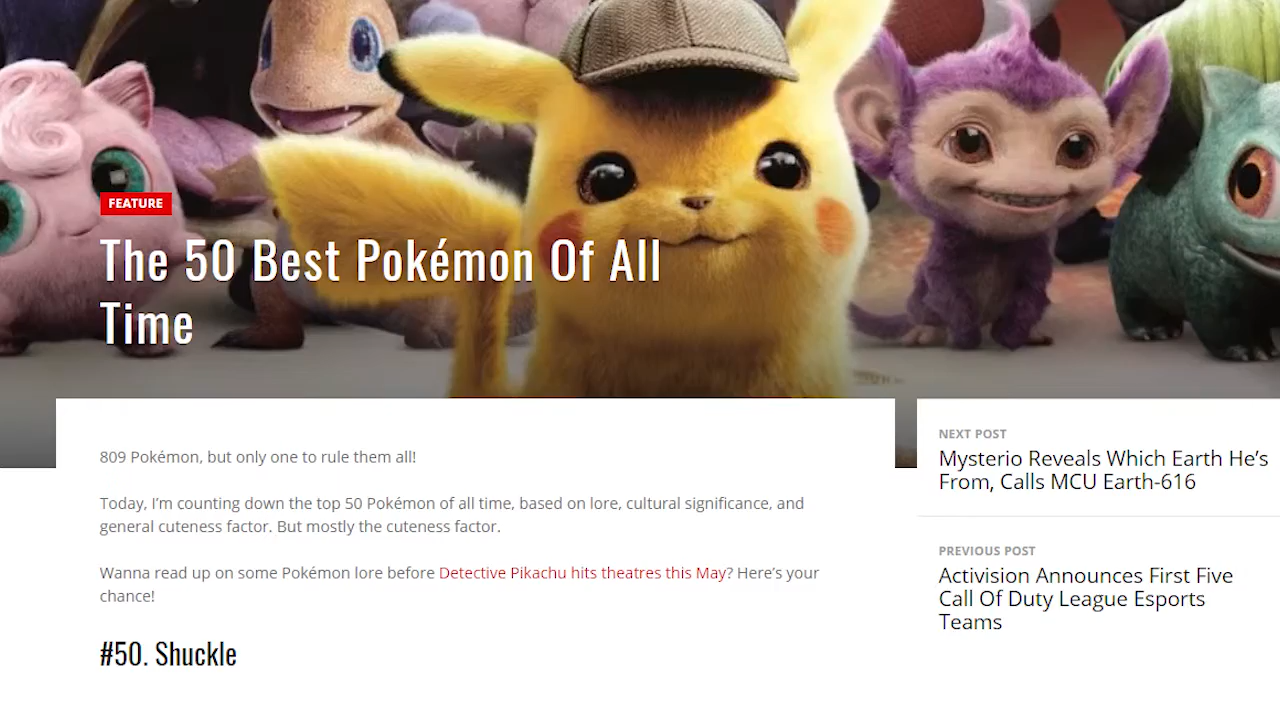 FEATURE
The 50 Best Pokémon Of All
Time
809 Pokémon, but only one to rule them all!
Today, I’m counting down the top 50 Pokémon of all time, based on lore, cultural significance, and
general cuteness factor. But mostly the cuteness factor.
Wanna read up on some Pokémon lore before Detective Pikachu hits theatres this May? Here’s your
chance!
#50. Shuckle
NEXT POST
Mysterio Reveals Which Earth He’s
From, Calls MCU Earth-616
PREVIOUS POST
Activision Announces First Five
Call Of Duty League Esports
Teams